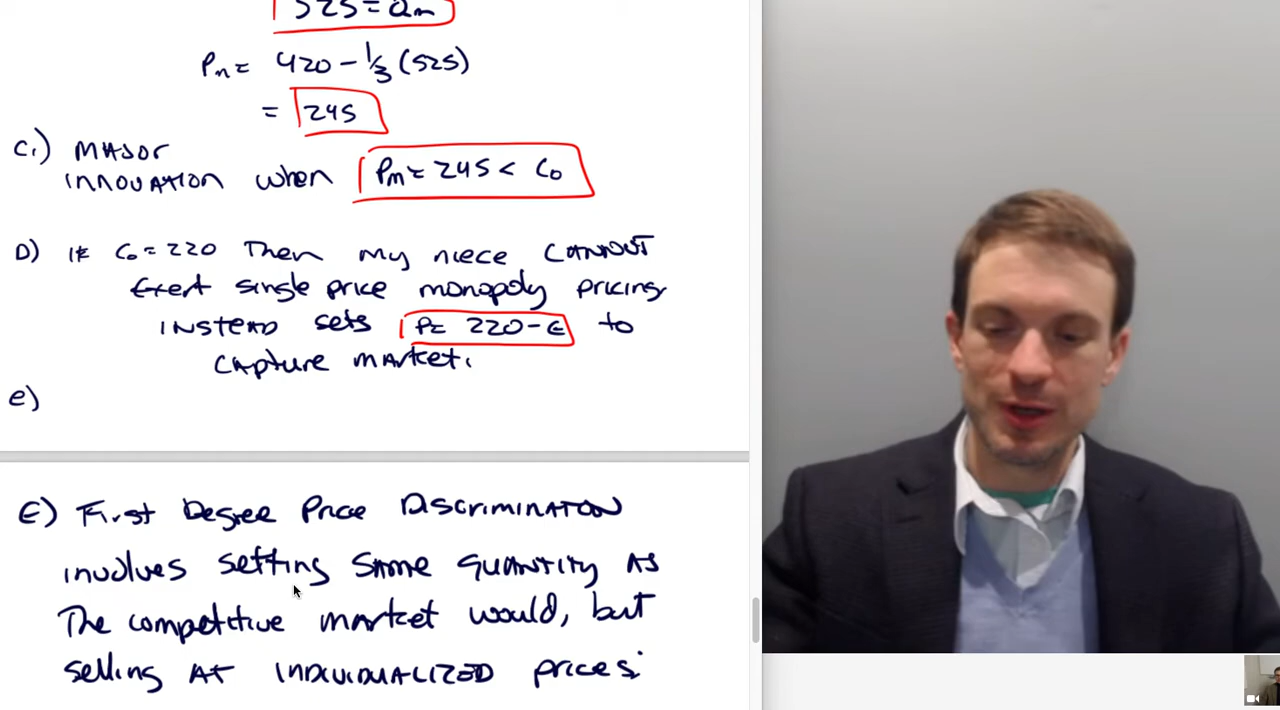 525 = Qm
Pm = 420 - 1/3 (525)
= 245
C.) MAJOR
INNOVATION when Pm = 245 < C₀
D) If C₀ = 220 Then my niece CANNOT
Exert single price monopoly pricing
INSTEAD sets P = 220 - ϵ to
capture market.
e)
E) First Degree Price DISCRIMINATON
involves setting SAME QUANTITY AS
The competitive market would, but
selling AT INDIVIDUALIZED prices: